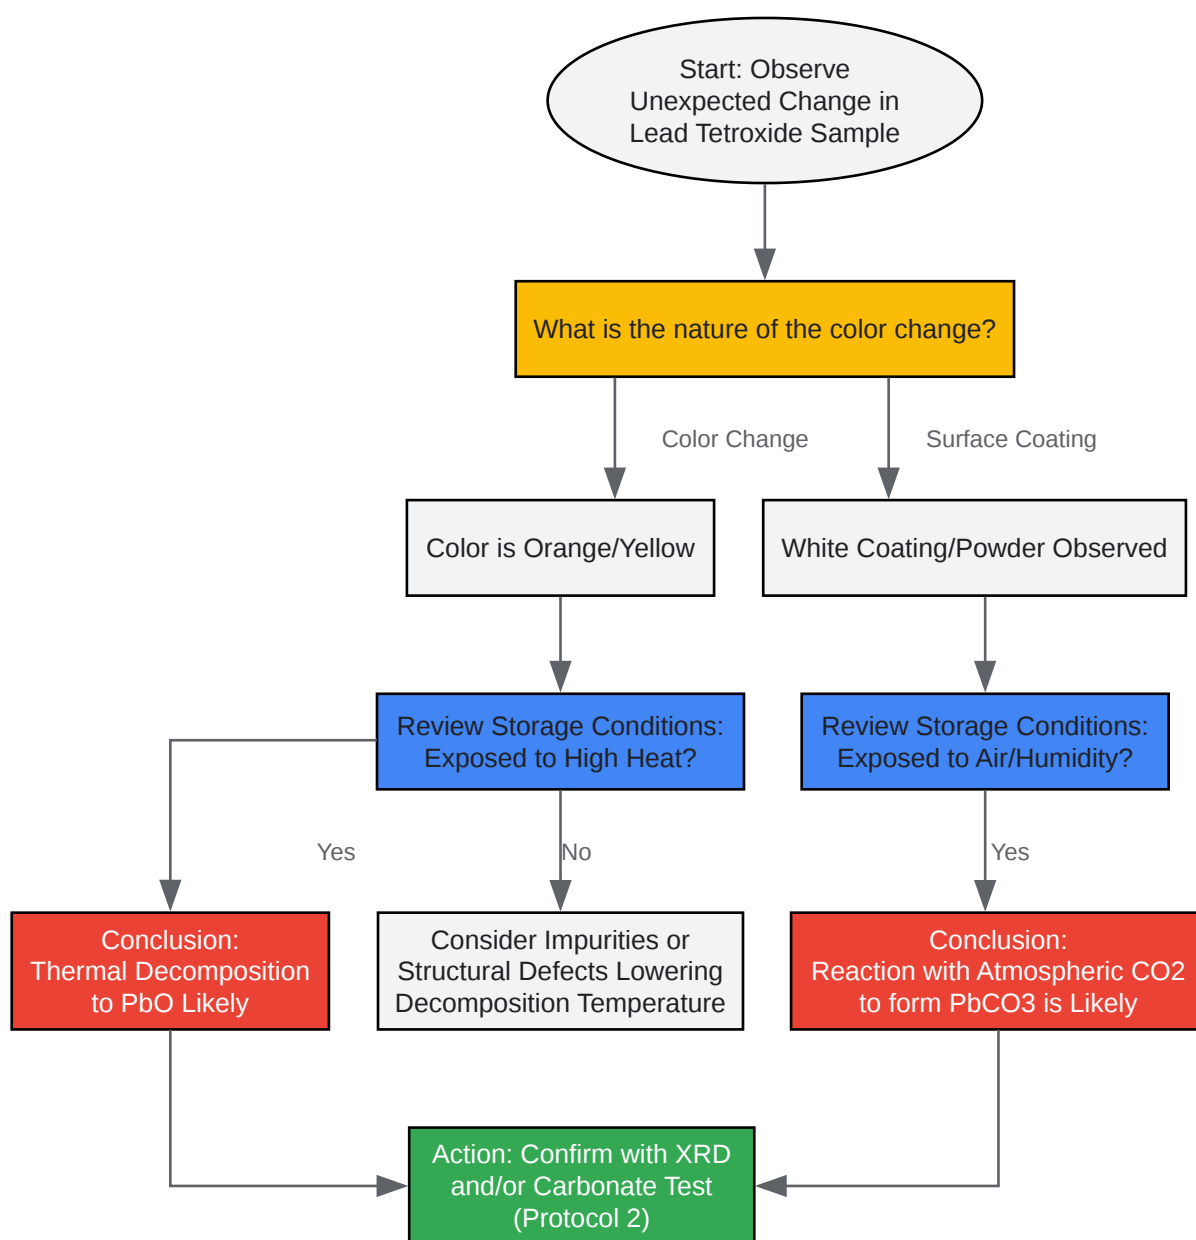 Start: Observe
Unexpected Change in
Lead Tetroxide Sample
What is the nature of the color change?
Color Change
Surface Coating
Color is Orange/Yellow
White Coating/Powder Observed
Review Storage Conditions:
Exposed to High Heat?
Review Storage Conditions:
Exposed to Air/Humidity?
Yes
No
Yes
Conclusion:
Thermal Decomposition
to PbO Likely
Consider Impurities or
Structural Defects Lowering
Decomposition Temperature
Conclusion:
Reaction with Atmospheric CO2
to form PbCO3 is Likely
Action: Confirm with XRD
and/or Carbonate Test
(Protocol 2)